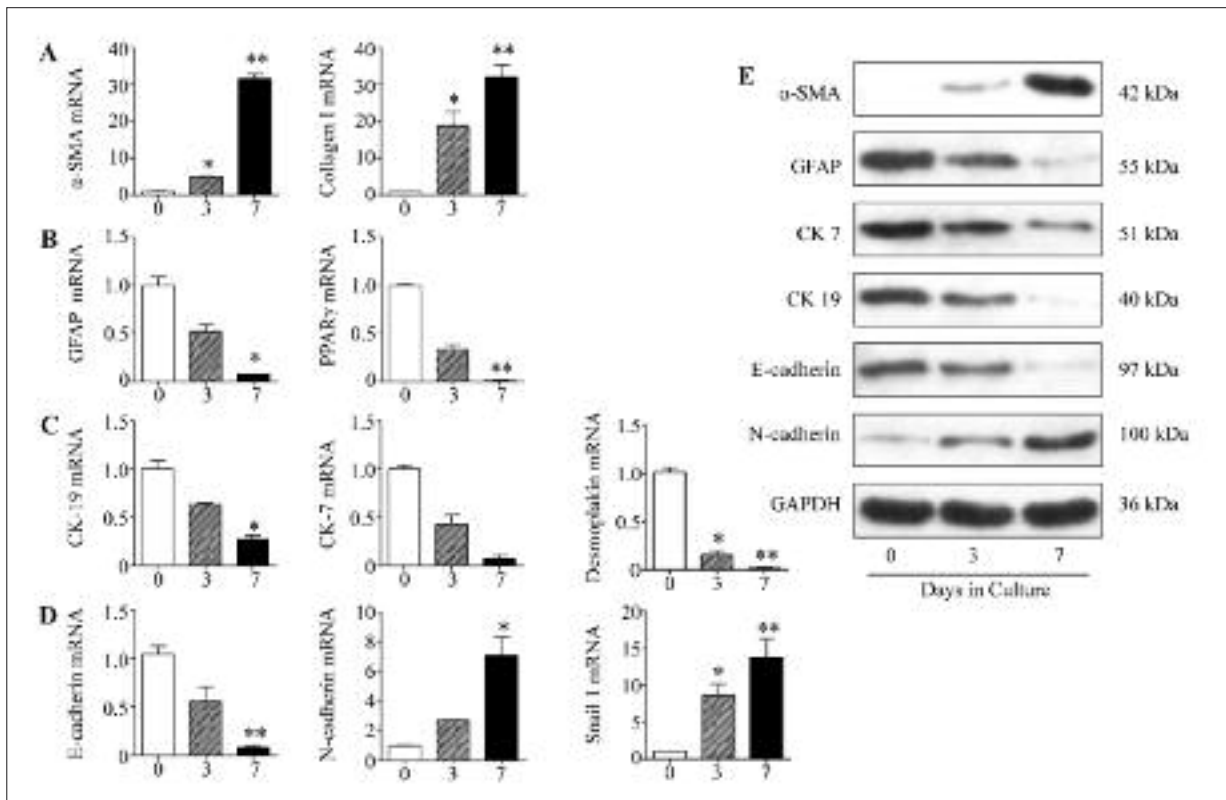 A
α-SMA mRNA
40
30
20
10
0
*
**
0 3 7
Collagen I mRNA
40
30
20
10
0
*
**
0 3 7
B
GFAP mRNA
1.5
1.0
0.5
0
*
0 3 7
PPARγ mRNA
1.5
1.0
0.5
0
**
0 3 7
C
CK-19 mRNA
1.5
1.0
0.5
0
*
0 3 7
CK-7 mRNA
1.5
1.0
0.5
0
0 3 7
Desmoplakin mRNA
1.5
1.0
0.5
0
*
**
0 3 7
D
E-cadherin mRNA
1.5
1.0
0.5
0
**
0 3 7
N-cadherin mRNA
10
8
6
4
2
0
*
0 3 7
Snail 1 mRNA
20
15
10
5
0
*
**
0 3 7
E
α-SMA 42 kDa
GFAP 55 kDa
CK 7 51 kDa
CK 19 40 kDa
E-cadherin 97 kDa
N-cadherin 100 kDa
GAPDH 36 kDa
0 3 7
Days in Culture